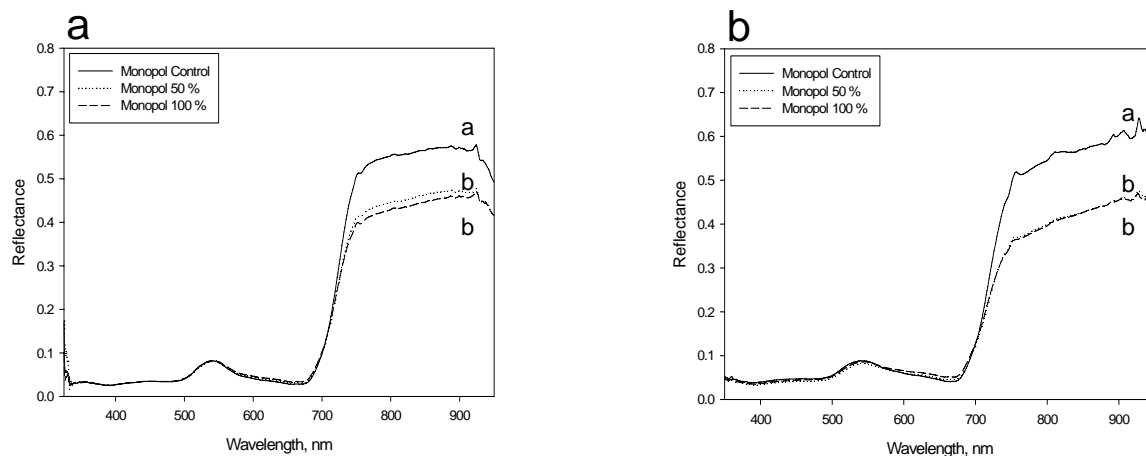 a
0.8
0.7
0.6
0.5
0.4
0.3
0.2
0.1
0.0
Reflectance
Monopol Control
Monopol 50 %
Monopol 100 %
a
b
b
400 500 600 700 800 900
Wavelength, nm
b
0.8
0.7
0.6
0.5
0.4
0.3
0.2
0.1
0.0
Reflectance
Monopol Control
Monopol 50 %
Monopol 100 %
a
b
b
400 500 600 700 800 900
Wavelength, nm